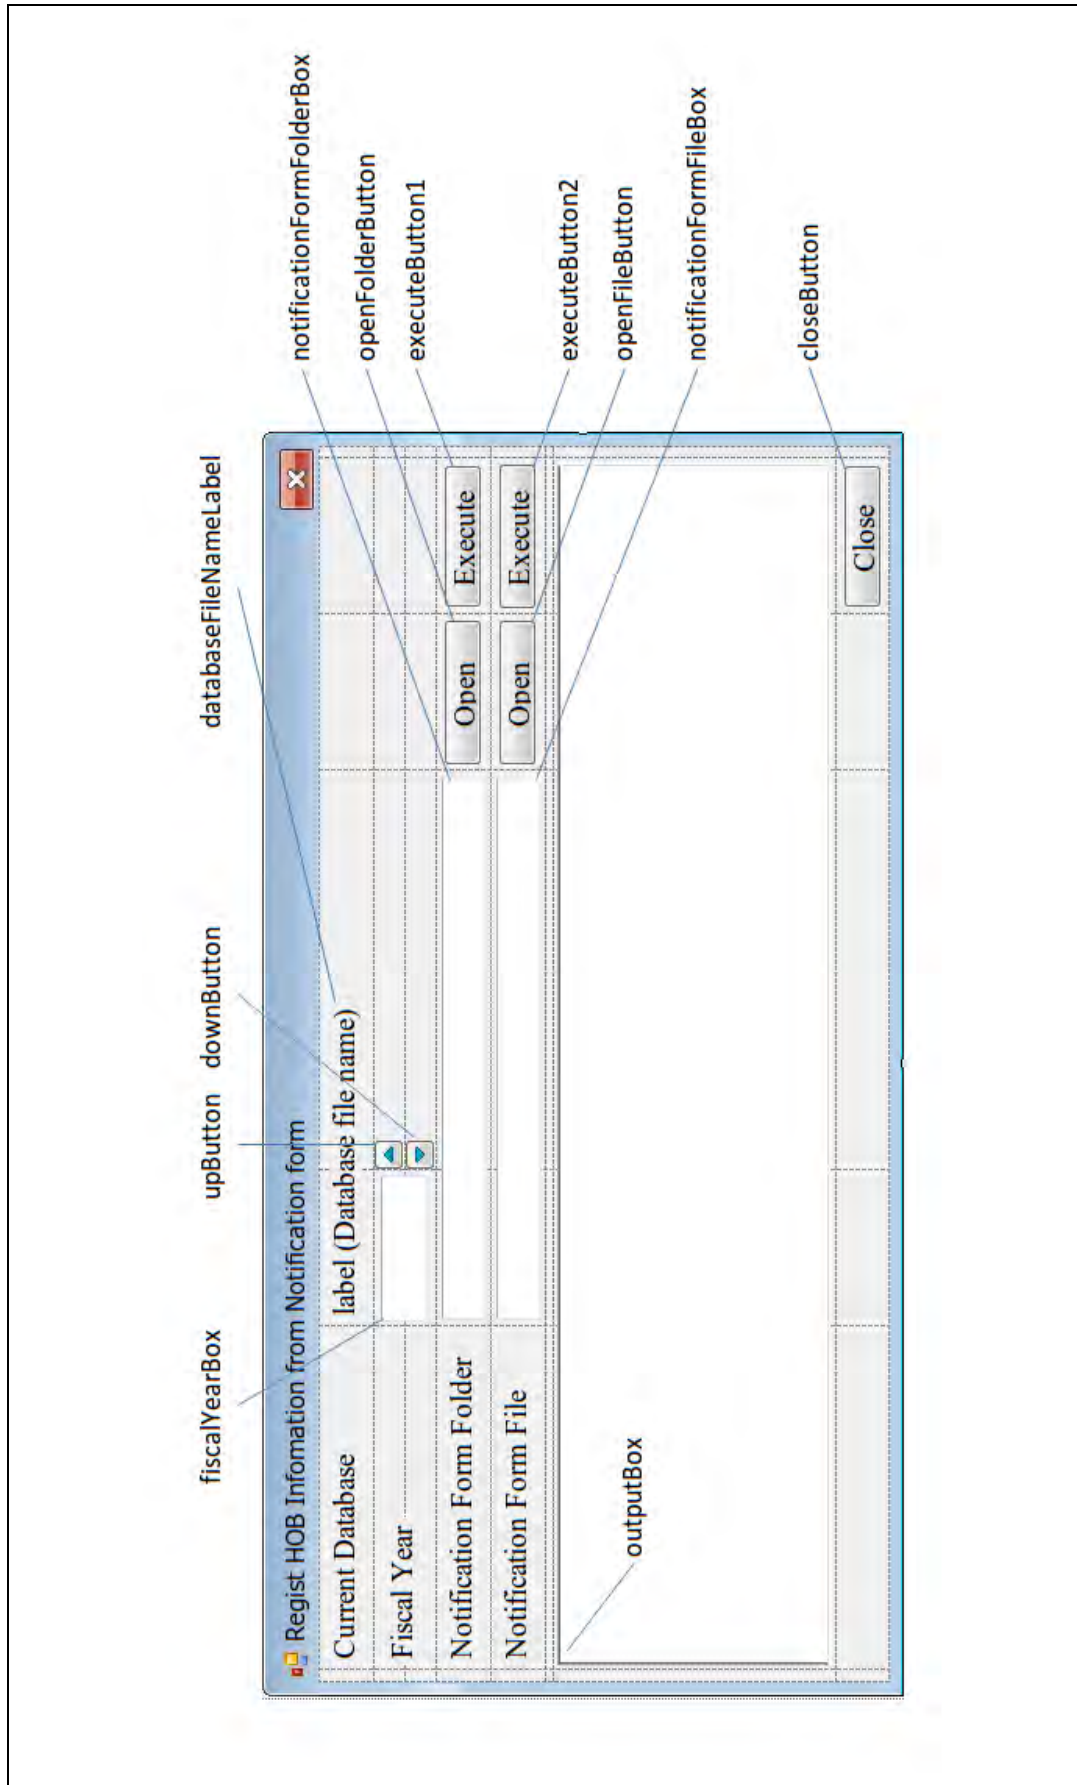 fiscalYearBox
upButton
downButton
databaseFileNameLabel
Regist HOB Infomation from Notification form
Current Database
label (Database file name)
Fiscal Year
Notification Form Folder
Open
Execute
Notification Form File
Open
Execute
Close
outputBox
notificationFormFolderBox
openFolderButton
executeButton1
executeButton2
openFileButton
notificationFormFileBox
closeButton